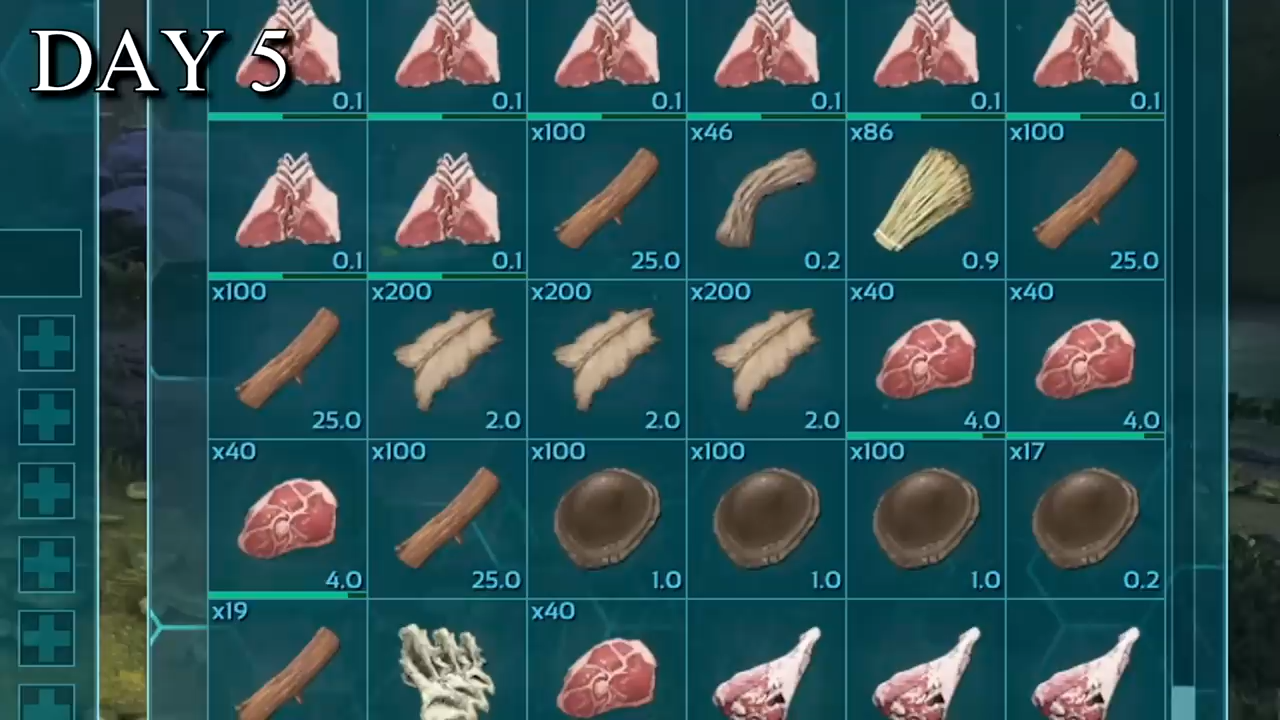 DAY 5
0.1 0.1 0.1 0.1 0.1 0.1
x100 x46 x86 x100
0.1 0.1 25.0 0.2 0.9 25.0
x100 x200 x200 x200 x40 x40
25.0 2.0 2.0 2.0 4.0 4.0
x40 x100 x100 x100 x100 x17
4.0 25.0 1.0 1.0 1.0 0.2
x19 x40